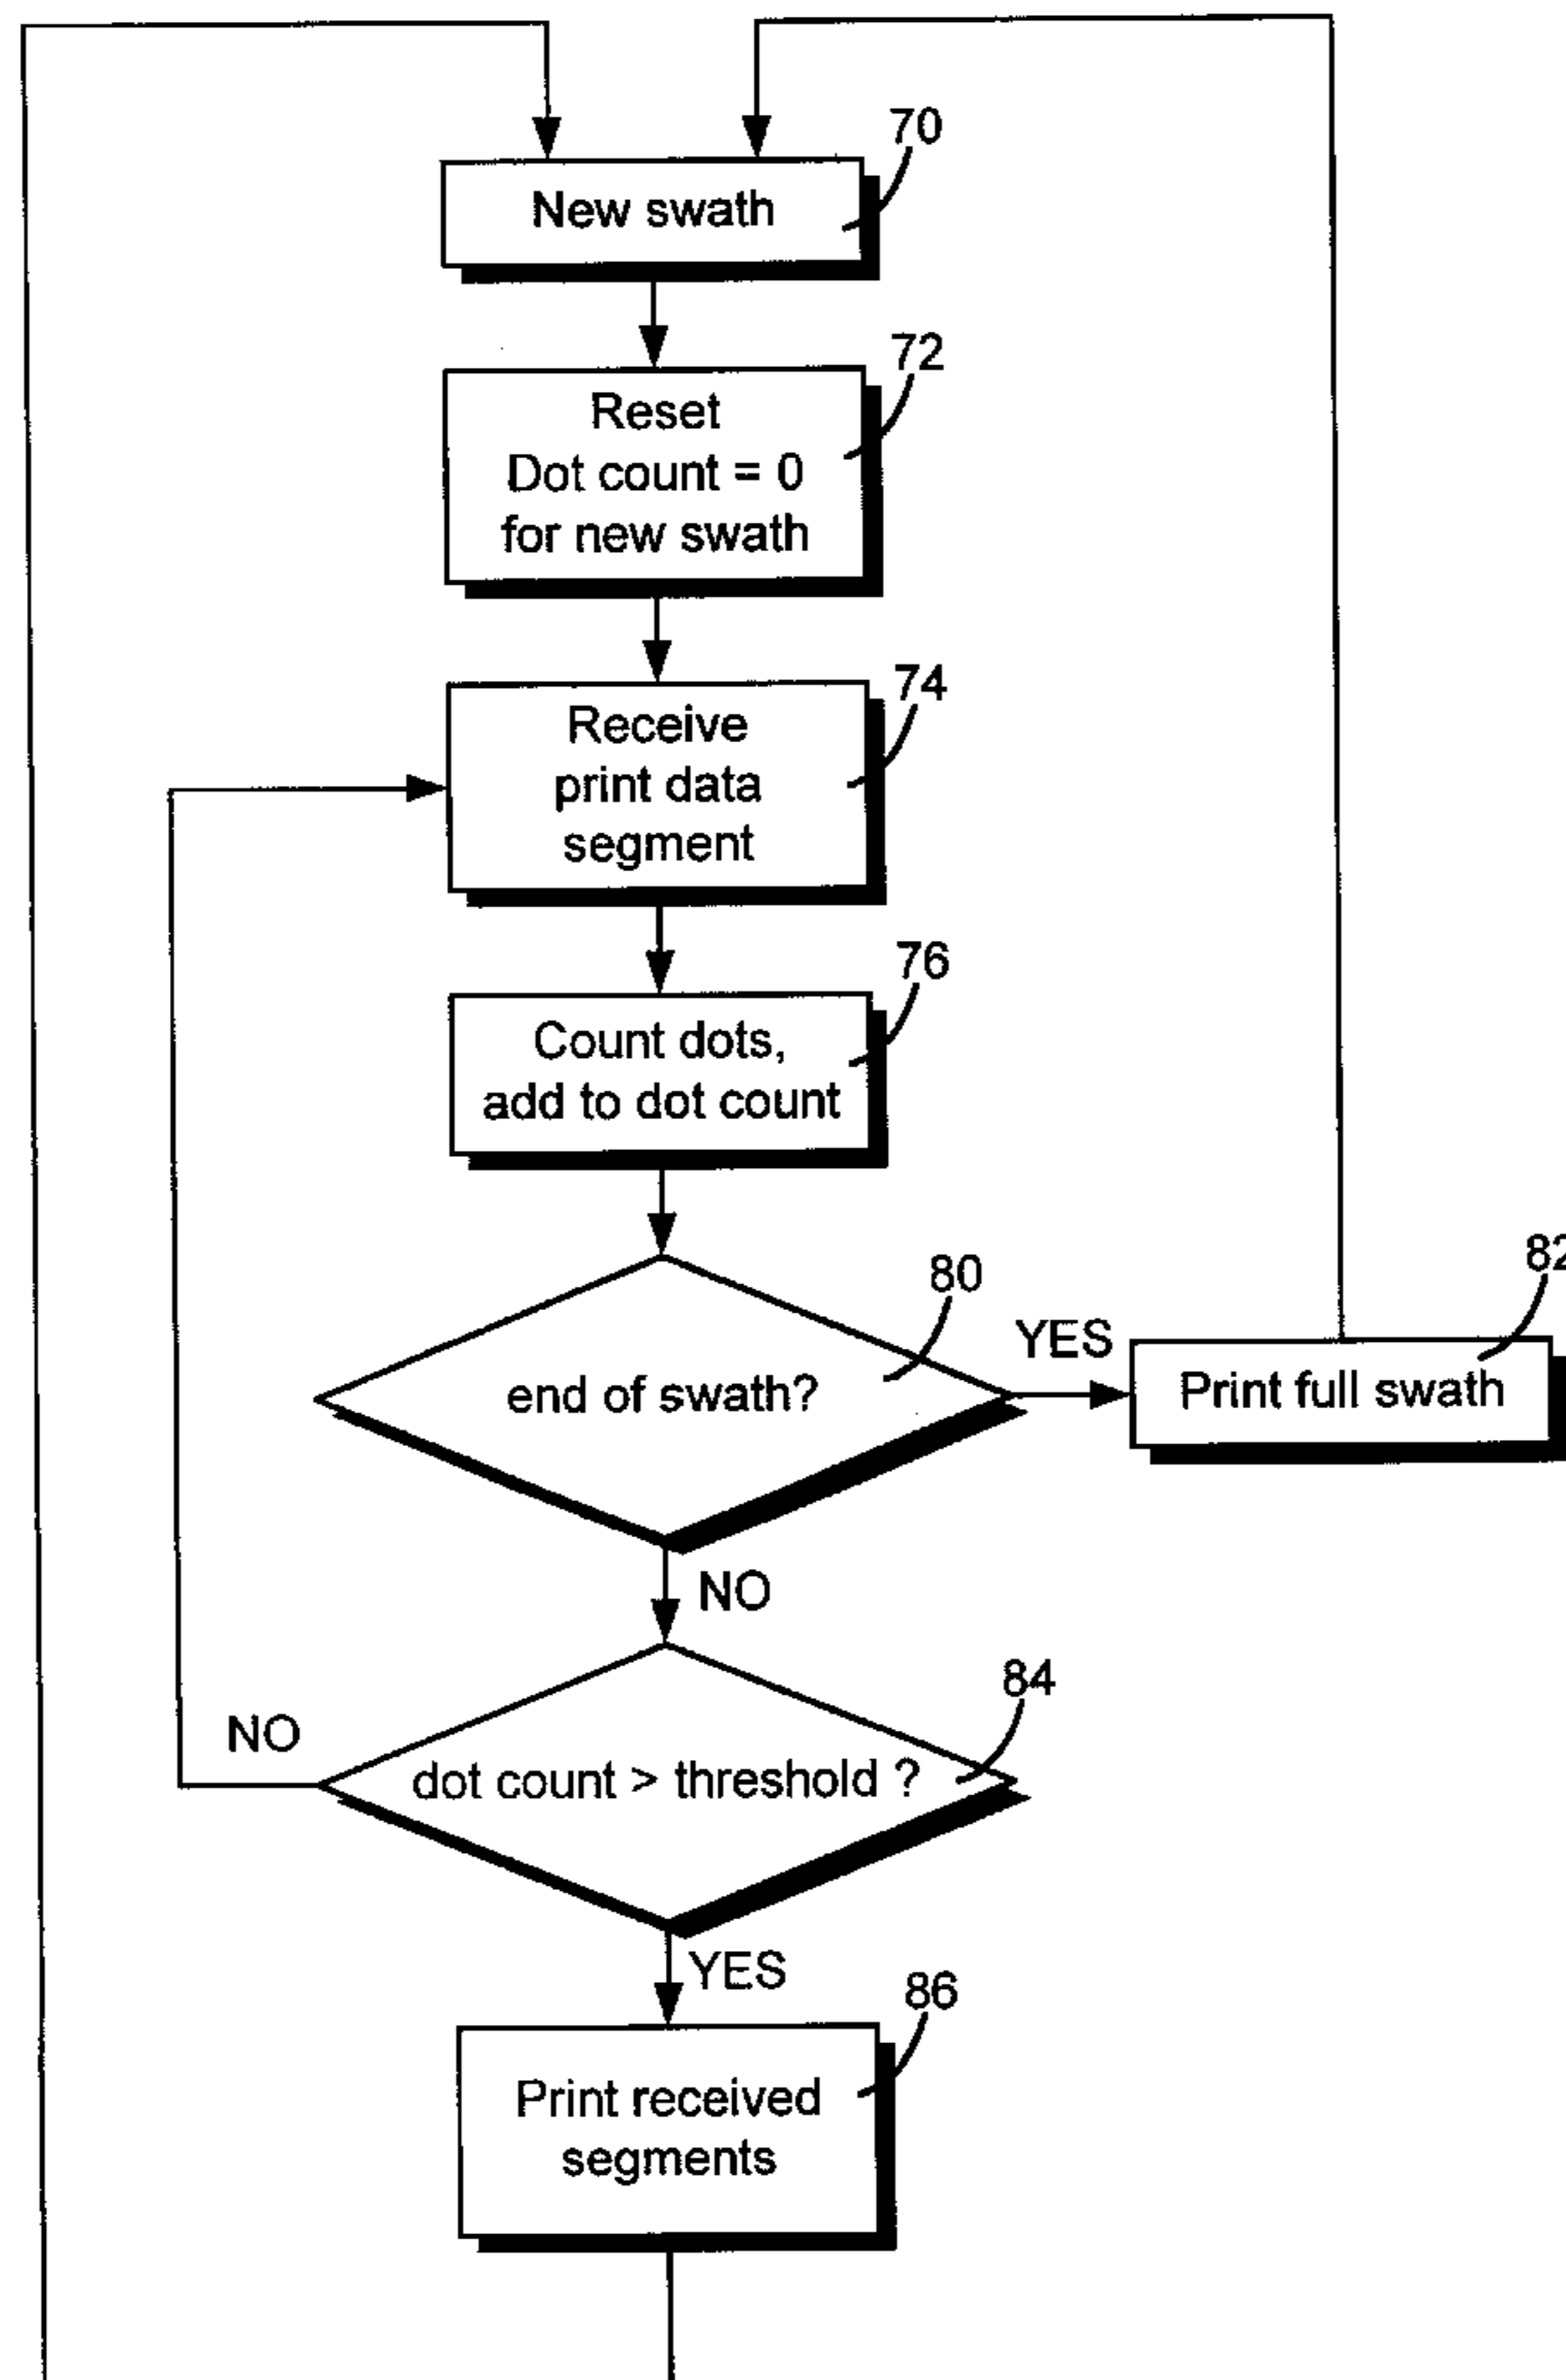 70
New swath
72
Reset
Dot count = 0
for new swath
74
Receive
print data
segment
76
Count dots,
add to dot count
80
end of swath?
YES
82
Print full swath
NO
84
dot count > threshold ?
NO
YES
86
Print received
segments